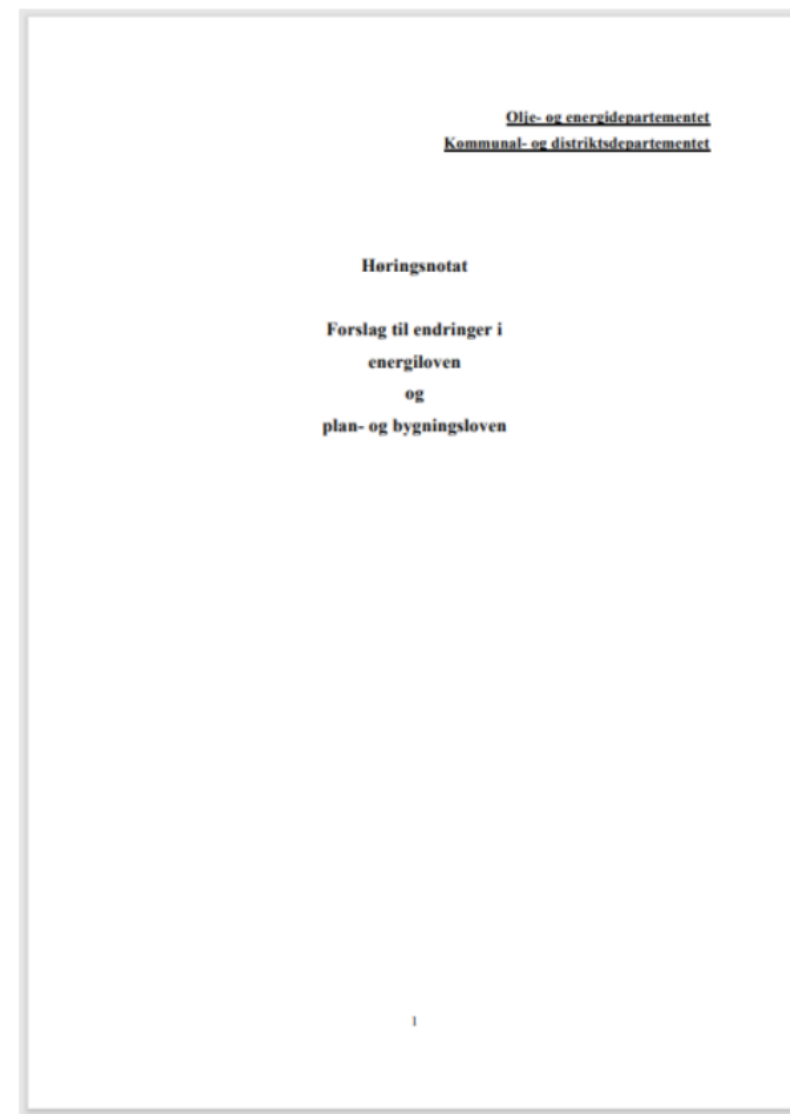 Olje- og energidepartementet
Kommunal- og distriktsdepartementet
Høringsnotat
Forslag til endringer i
energiloven
og
plan- og bygningsloven
1